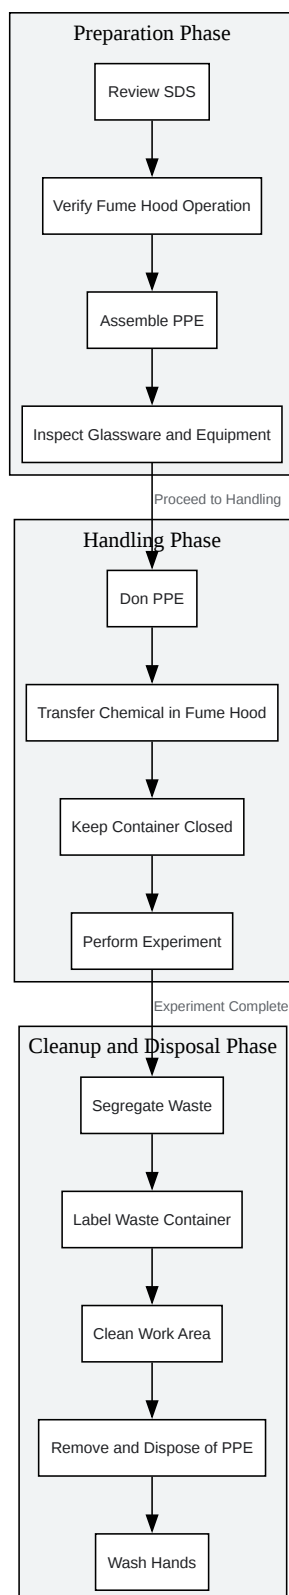 Preparation Phase
Review SDS
Verify Fume Hood Operation
Assemble PPE
Inspect Glassware and Equipment
Proceed to Handling
Handling Phase
Don PPE
Transfer Chemical in Fume Hood
Keep Container Closed
Perform Experiment
Experiment Complete
Cleanup and Disposal Phase
Segregate Waste
Label Waste Container
Clean Work Area
Remove and Dispose of PPE
Wash Hands